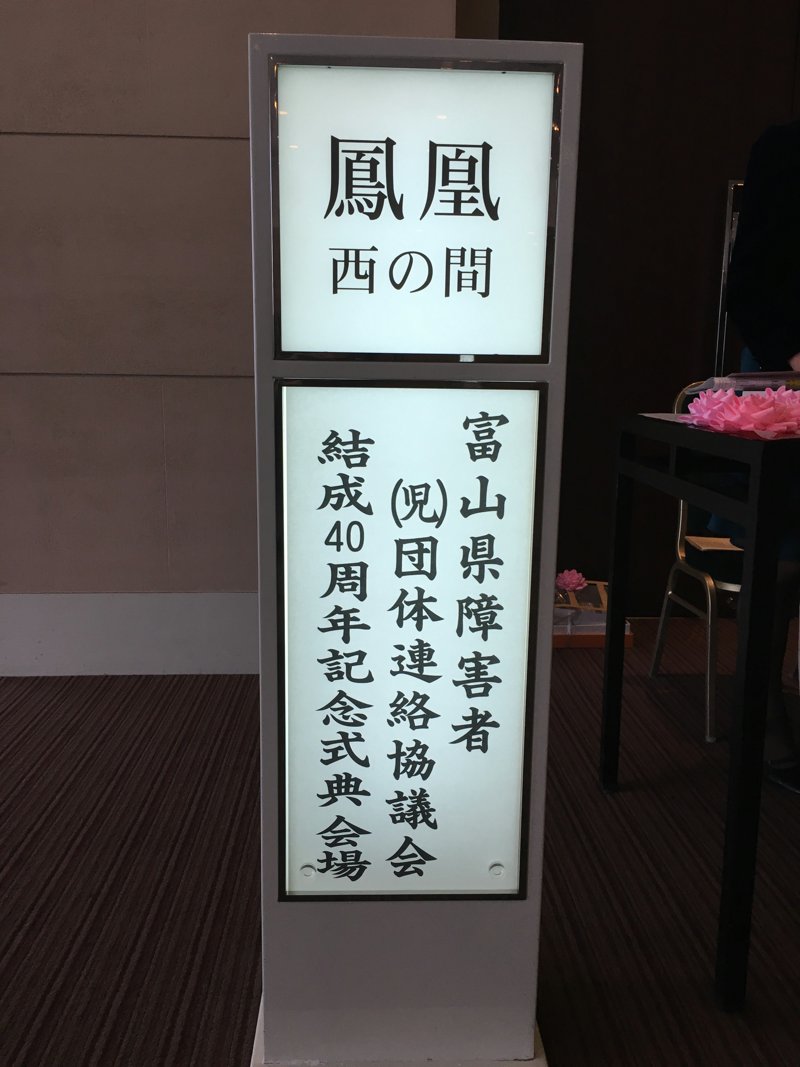 鳳凰
西の間
富山県障害者
(児)団体連絡協議会
結成40周年記念式典会場